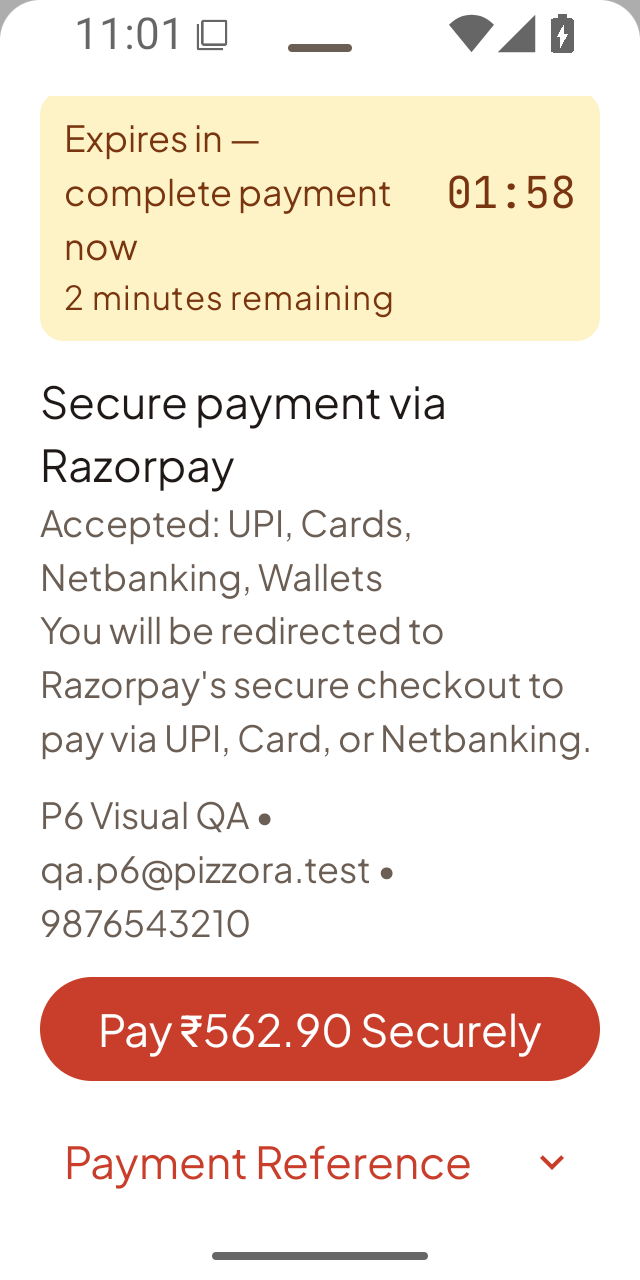 11:01
Expires in —
complete payment
now
01:58
2 minutes remaining
Secure payment via
Razorpay
Accepted: UPI, Cards,
Netbanking, Wallets
You will be redirected to
Razorpay's secure checkout to
pay via UPI, Card, or Netbanking.
P6 Visual QA •
qa.p6@pizzora.test •
9876543210
Pay ₹562.90 Securely
Payment Reference